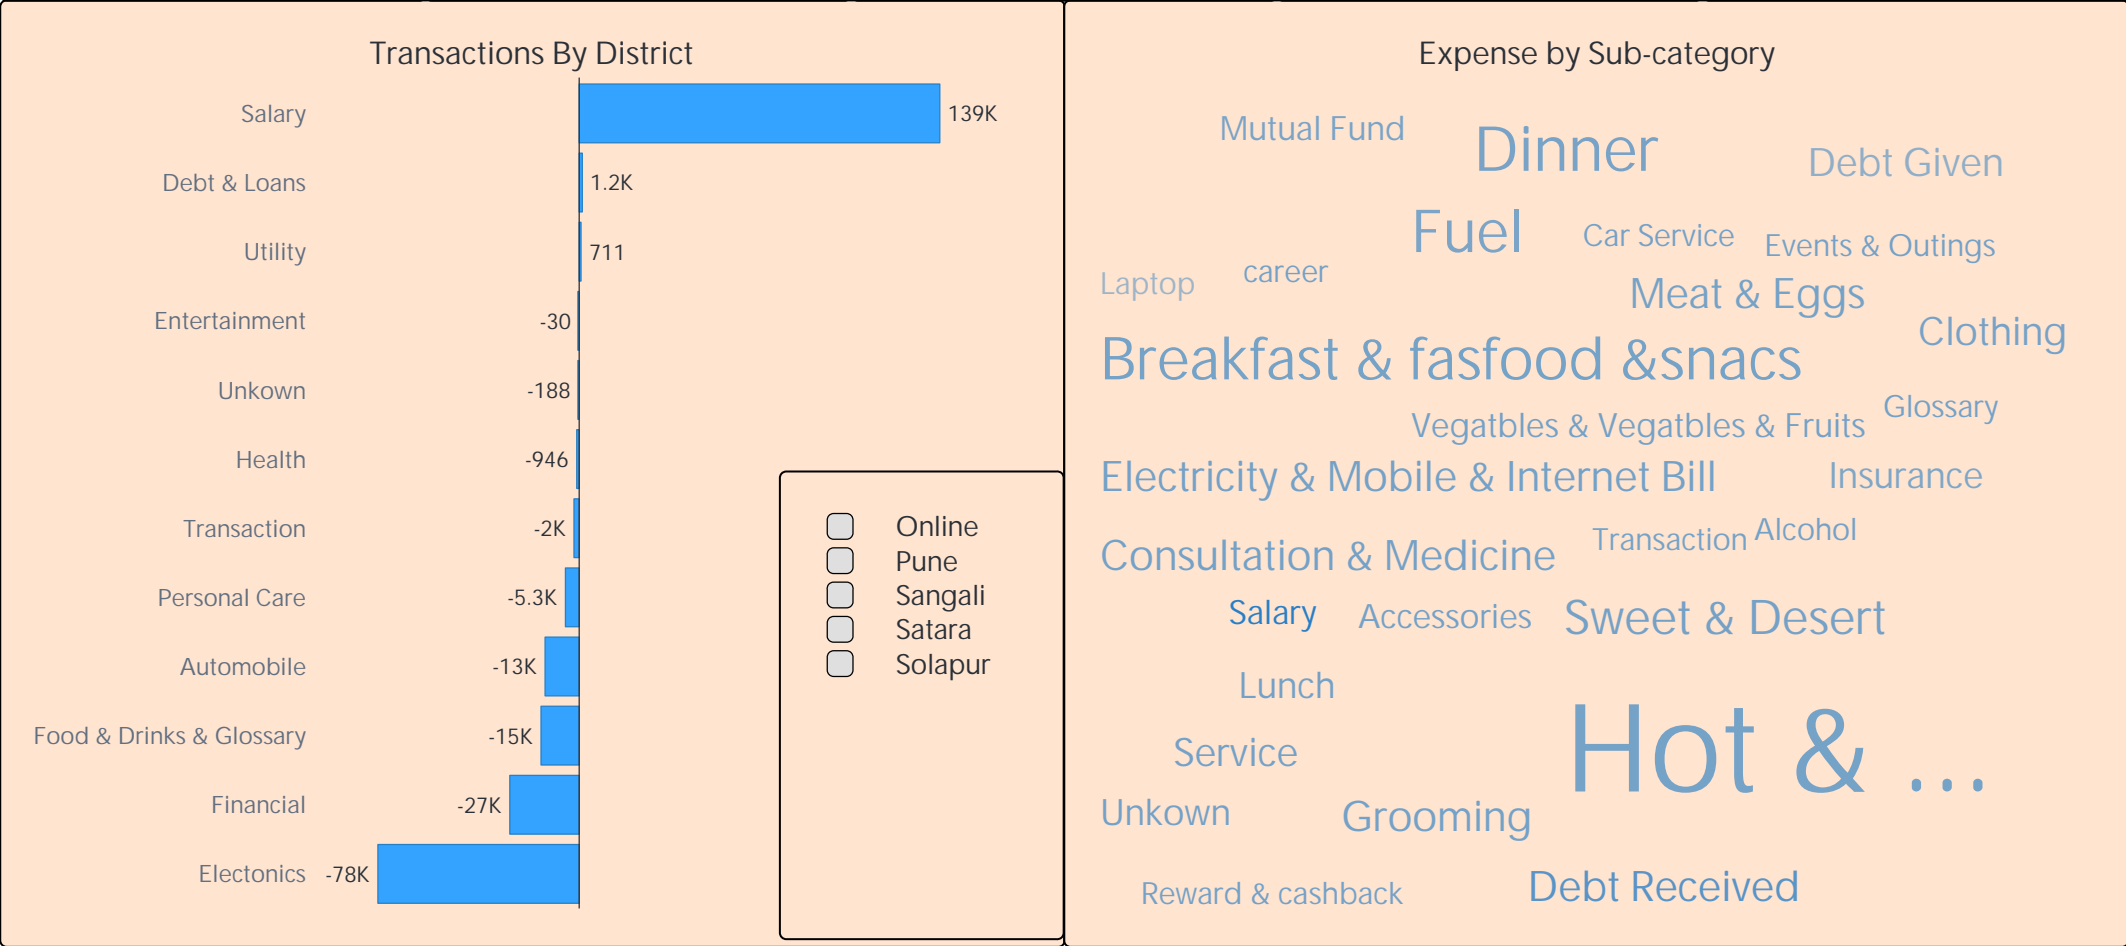 Transactions By District
Salary 139K
Debt & Loans 1.2K
Utility 711
Entertainment -30
Unkown -188
Health -946
Transaction -2K
Personal Care -5.3K
Automobile -13K
Food & Drinks & Glossary -15K
Financial -27K
Electonics -78K
Online
Pune
Sangali
Satara
Solapur
Expense by Sub-category
Mutual Fund
Dinner
Debt Given
Fuel
Car Service
Events & Outings
Laptop
career
Meat & Eggs
Clothing
Breakfast & fasfood &snacs
Glossary
Vegatbles & Vegatbles & Fruits
Electricity & Mobile & Internet Bill
Insurance
Consultation & Medicine
Transaction
Alcohol
Salary
Accessories
Sweet & Desert
Lunch
Hot & ...
Service
Unkown
Grooming
Reward & cashback
Debt Received